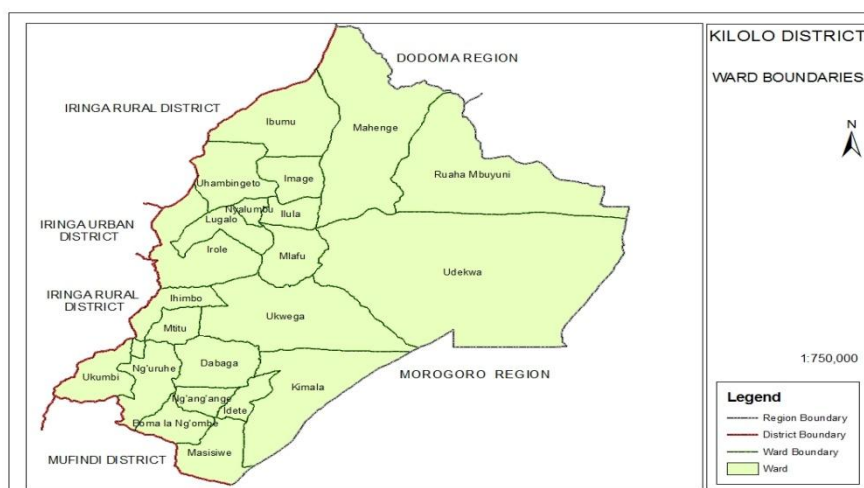 DODOMA REGION
IRINGA RURAL DISTRICT
Ibumu
Mahenge
Image
Uhambingeto
Ruaha Mbuyuni
Nyalumbu
Lugalo
Ilula
IRINGA URBAN
DISTRICT
Irole
Mlafu
Udekwa
IRINGA RURAL
DISTRICT
Ihimbo
Ukwega
Mtitu
Dabaga
Ukumbi
Ng'uruhe
MOROGORO REGION
Kimala
Ng'ang'ange
Idete
Boma la Ng'ombe
Masisiwe
MUFINDI DISTRICT
KILOLO DISTRICT
WARD BOUNDARIES
N
1:750,000
Legend
Region Boundary
District Boundary
Ward Boundary
Ward